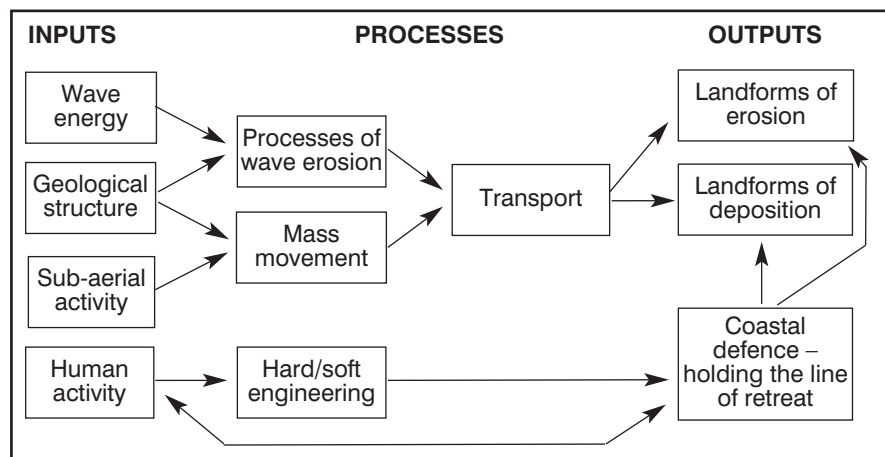 INPUTS
PROCESSES
OUTPUTS
Wave
energy
Geological
structure
Sub-aerial
activity
Human
activity
Processes of
wave erosion
Mass
movement
Hard/soft
engineering
Transport
Landforms of
erosion
Landforms of
deposition
Coastal
defence –
holding the line
of retreat